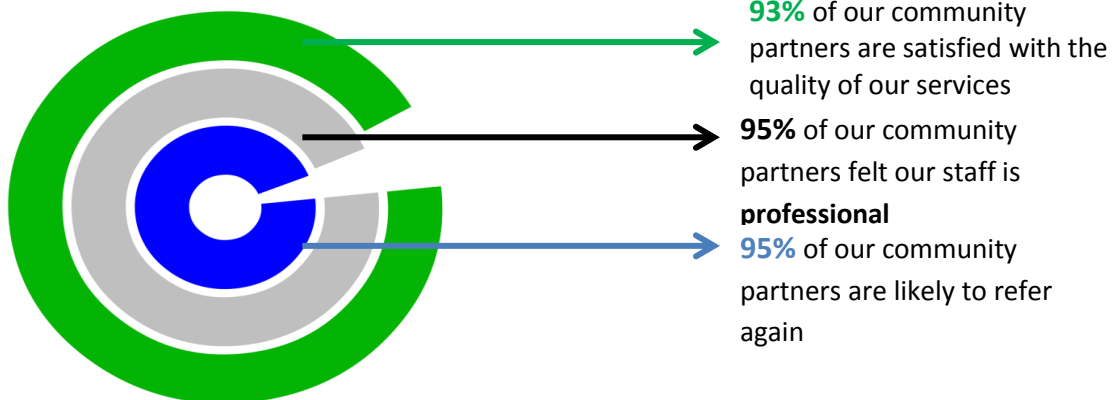 93% of our community
partners are satisfied with the
quality of our services
95% of our community
partners felt our staff is
professional
95% of our community
partners are likely to refer
again